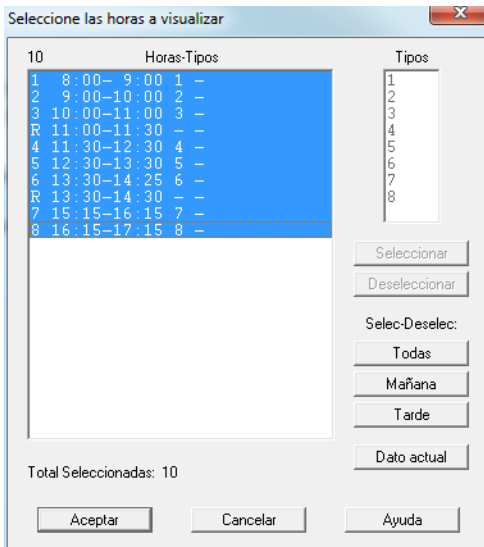 Seleccione las horas a visualizar
10 Horas-Tipos Tipos
1 8:00– 9:00 1 –
2 9:00–10:00 2 –
3 10:00–11:00 3 –
R 11:00–11:30 – –
4 11:30–12:30 4 –
5 12:30–13:30 5 –
6 13:30–14:25 6 –
R 13:30–14:30 – –
7 15:15–16:15 7 –
8 16:15–17:15 8 –
1
2
3
4
5
6
7
8
Seleccionar
Deseleccionar
Selec-Deselec:
Todas
Mañana
Tarde
Dato actual
Total Seleccionadas: 10
Aceptar Cancelar Ayuda